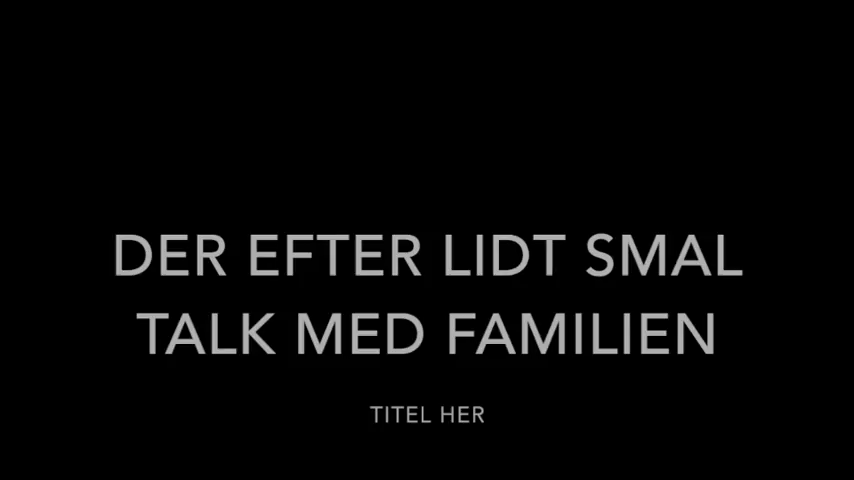 DER EFTER LIDT SMAL
TALK MED FAMILIEN
TITEL HER